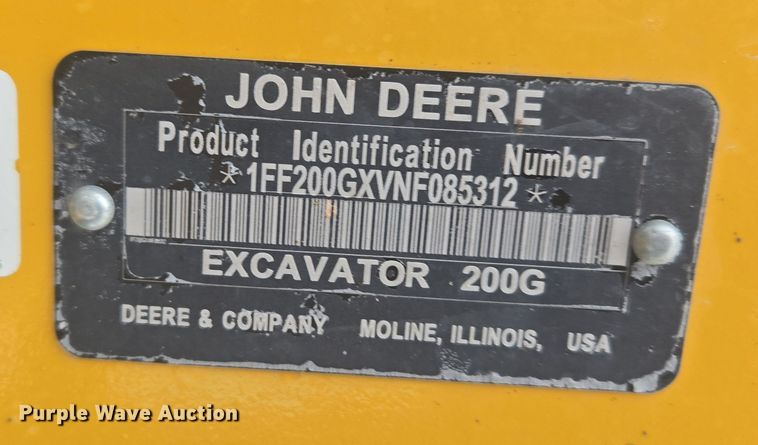 JOHN DEERE
Product Identification Number
*1FF200GXVNF085312*
EXCAVATOR 200G
DEERE & COMPANY MOLINE, ILLINOIS, USA
Purple Wave Auction